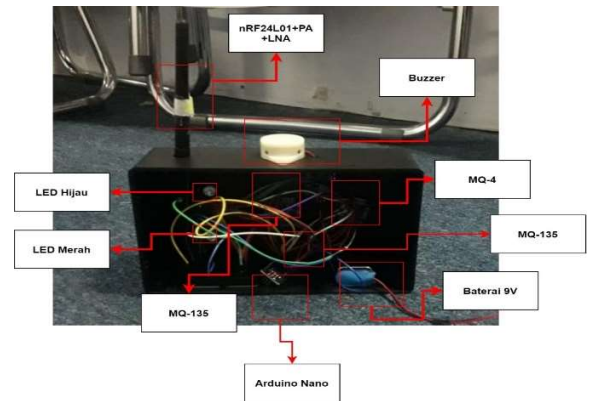 nRF24L01+PA
+LNA
Buzzer
LED Hijau
MQ-4
LED Merah
MQ-135
Baterai 9V
MQ-135
Arduino Nano